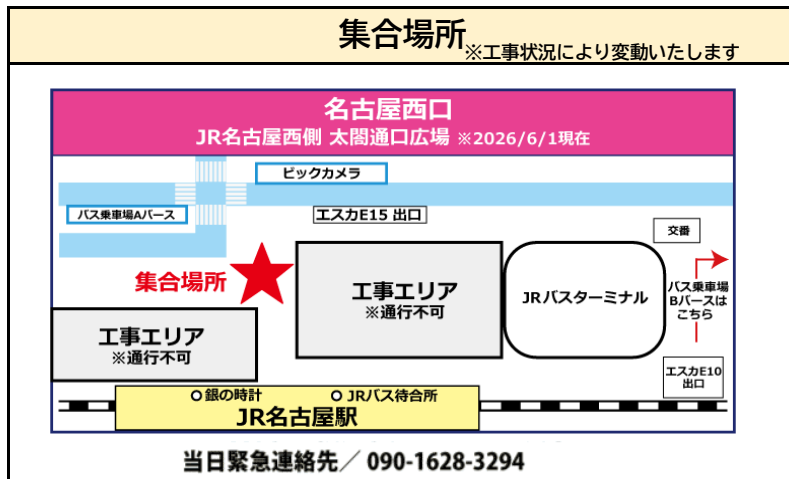 集合場所 ※工事状況により変動いたします
名古屋西口
JR名古屋西側 太閤通口広場 ※2026/6/1現在
ビックカメラ
バス乗車場Aバース
エスカE15 出口
交番
集合場所
工事エリア
※通行不可
JRバスターミナル
バス乗車場
Bバースは
こちら
工事エリア
※通行不可
エスカE10
出口
銀の時計
JRバス待合所
JR名古屋駅
当日緊急連絡先／ 090-1628-3294